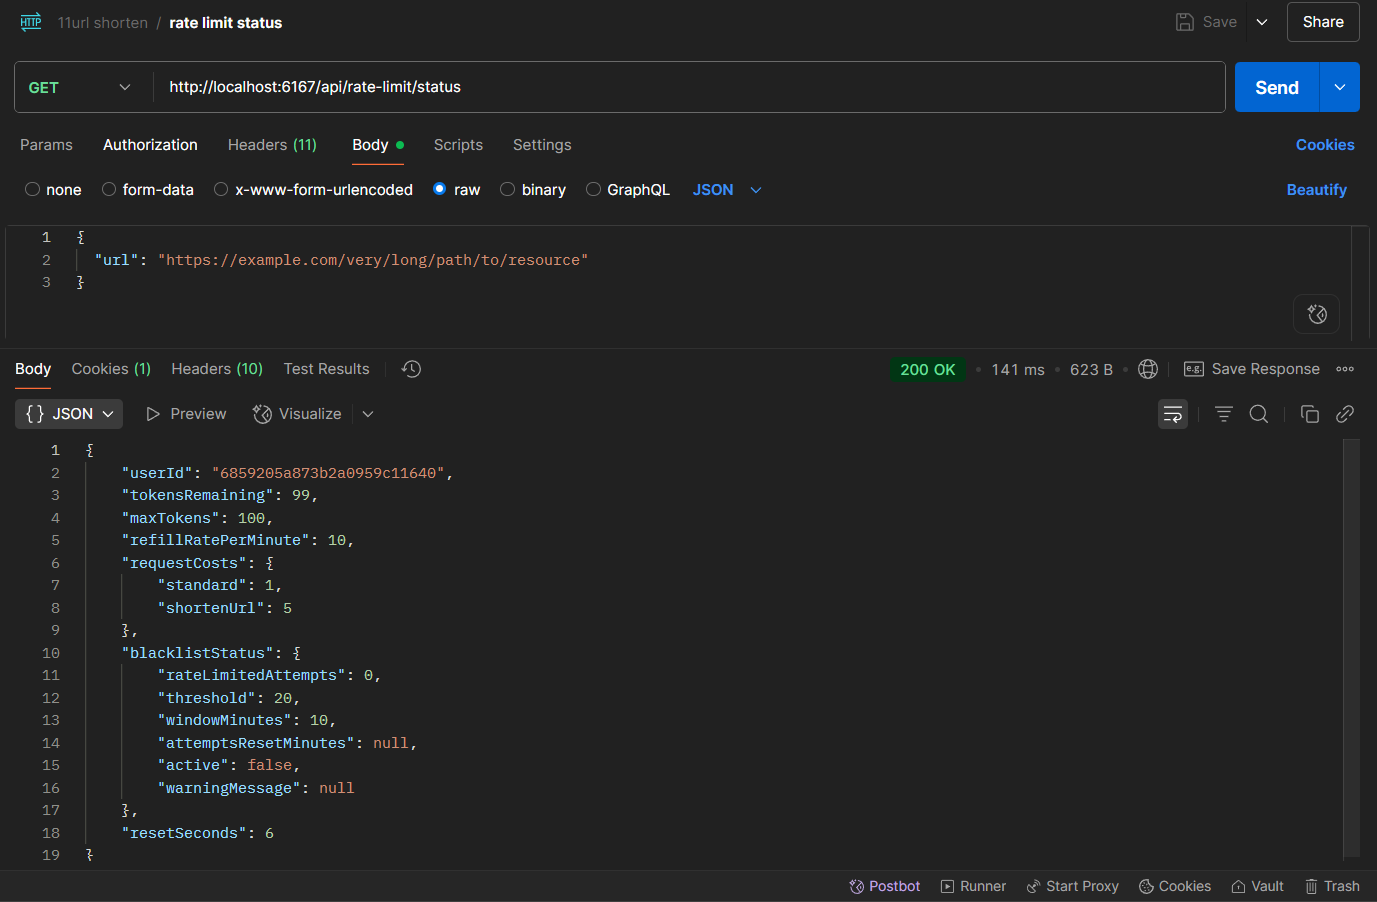 HTTP 11url shorten / rate limit status Save Share
GET http://localhost:6167/api/rate-limit/status Send
Params Authorization Headers (11) Body Scripts Settings Cookies
none form-data x-www-form-urlencoded raw binary GraphQL JSON Beautify
1 {
2 "url": "https://example.com/very/long/path/to/resource"
3 }
Body Cookies (1) Headers (10) Test Results 200 OK • 141 ms • 623 B • e.g. Save Response
{} JSON Preview Visualize
1 {
2 "userId": "6859205a873b2a0959c11640",
3 "tokensRemaining": 99,
4 "maxTokens": 100,
5 "refillRatePerMinute": 10,
6 "requestCosts": {
7 "standard": 1,
8 "shortenUrl": 5
9 },
10 "blacklistStatus": {
11 "rateLimitedAttempts": 0,
12 "threshold": 20,
13 "windowMinutes": 10,
14 "attemptsResetMinutes": null,
15 "active": false,
16 "warningMessage": null
17 },
18 "resetSeconds": 6
19 }
Postbot Runner Start Proxy Cookies Vault Trash